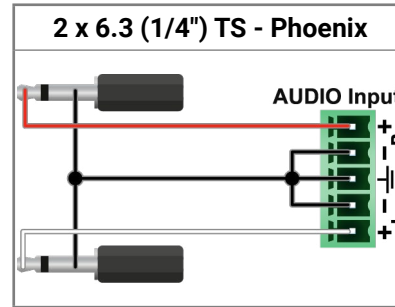 2 x 6.3 (1/4") TS - Phoenix
AUDIO Input
+
-
-
+